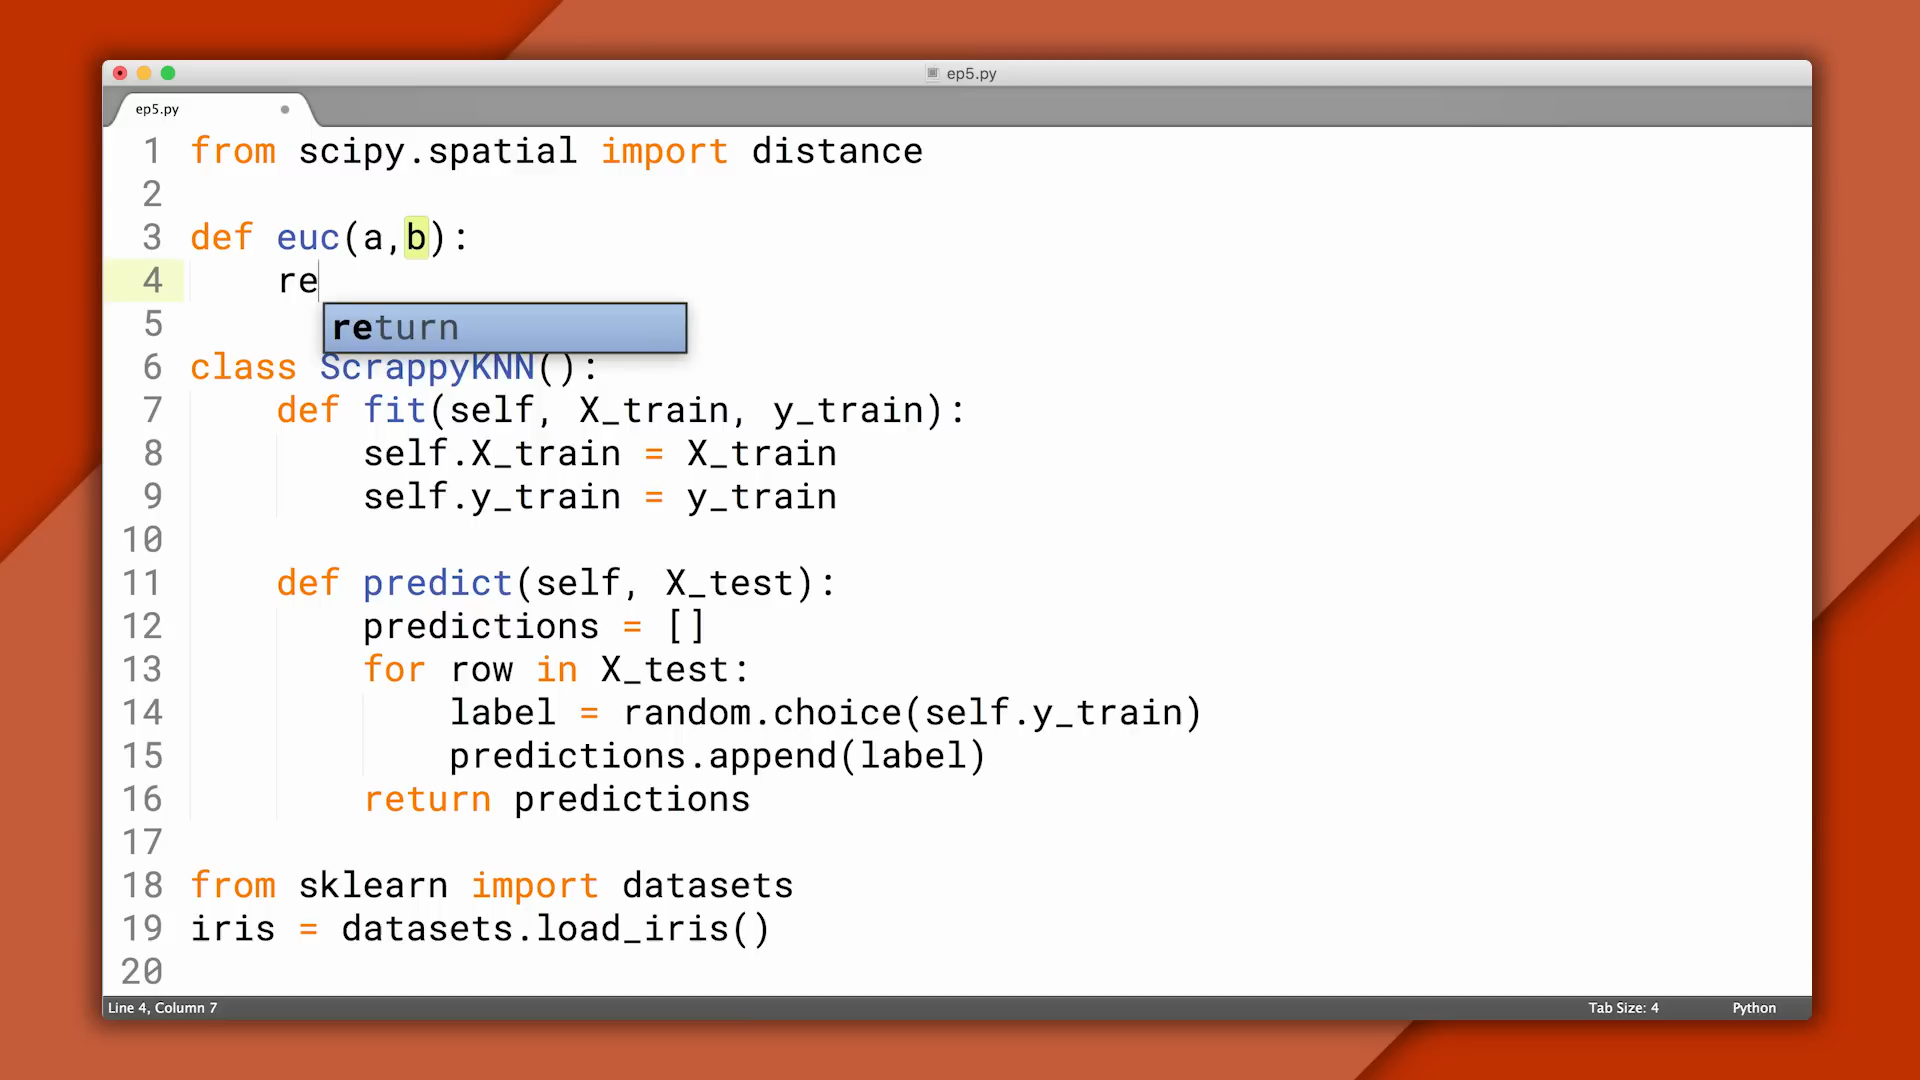 ep5.py
ep5.py
1 from scipy.spatial import distance
2
3 def euc(a,b):
4     re
return
5
6 class ScrappyKNN():
7     def fit(self, X_train, y_train):
8         self.X_train = X_train
9         self.y_train = y_train
10
11     def predict(self, X_test):
12         predictions = []
13         for row in X_test:
14             label = random.choice(self.y_train)
15             predictions.append(label)
16         return predictions
17
18 from sklearn import datasets
19 iris = datasets.load_iris()
20
Line 4, Column 7 Tab Size: 4 Python